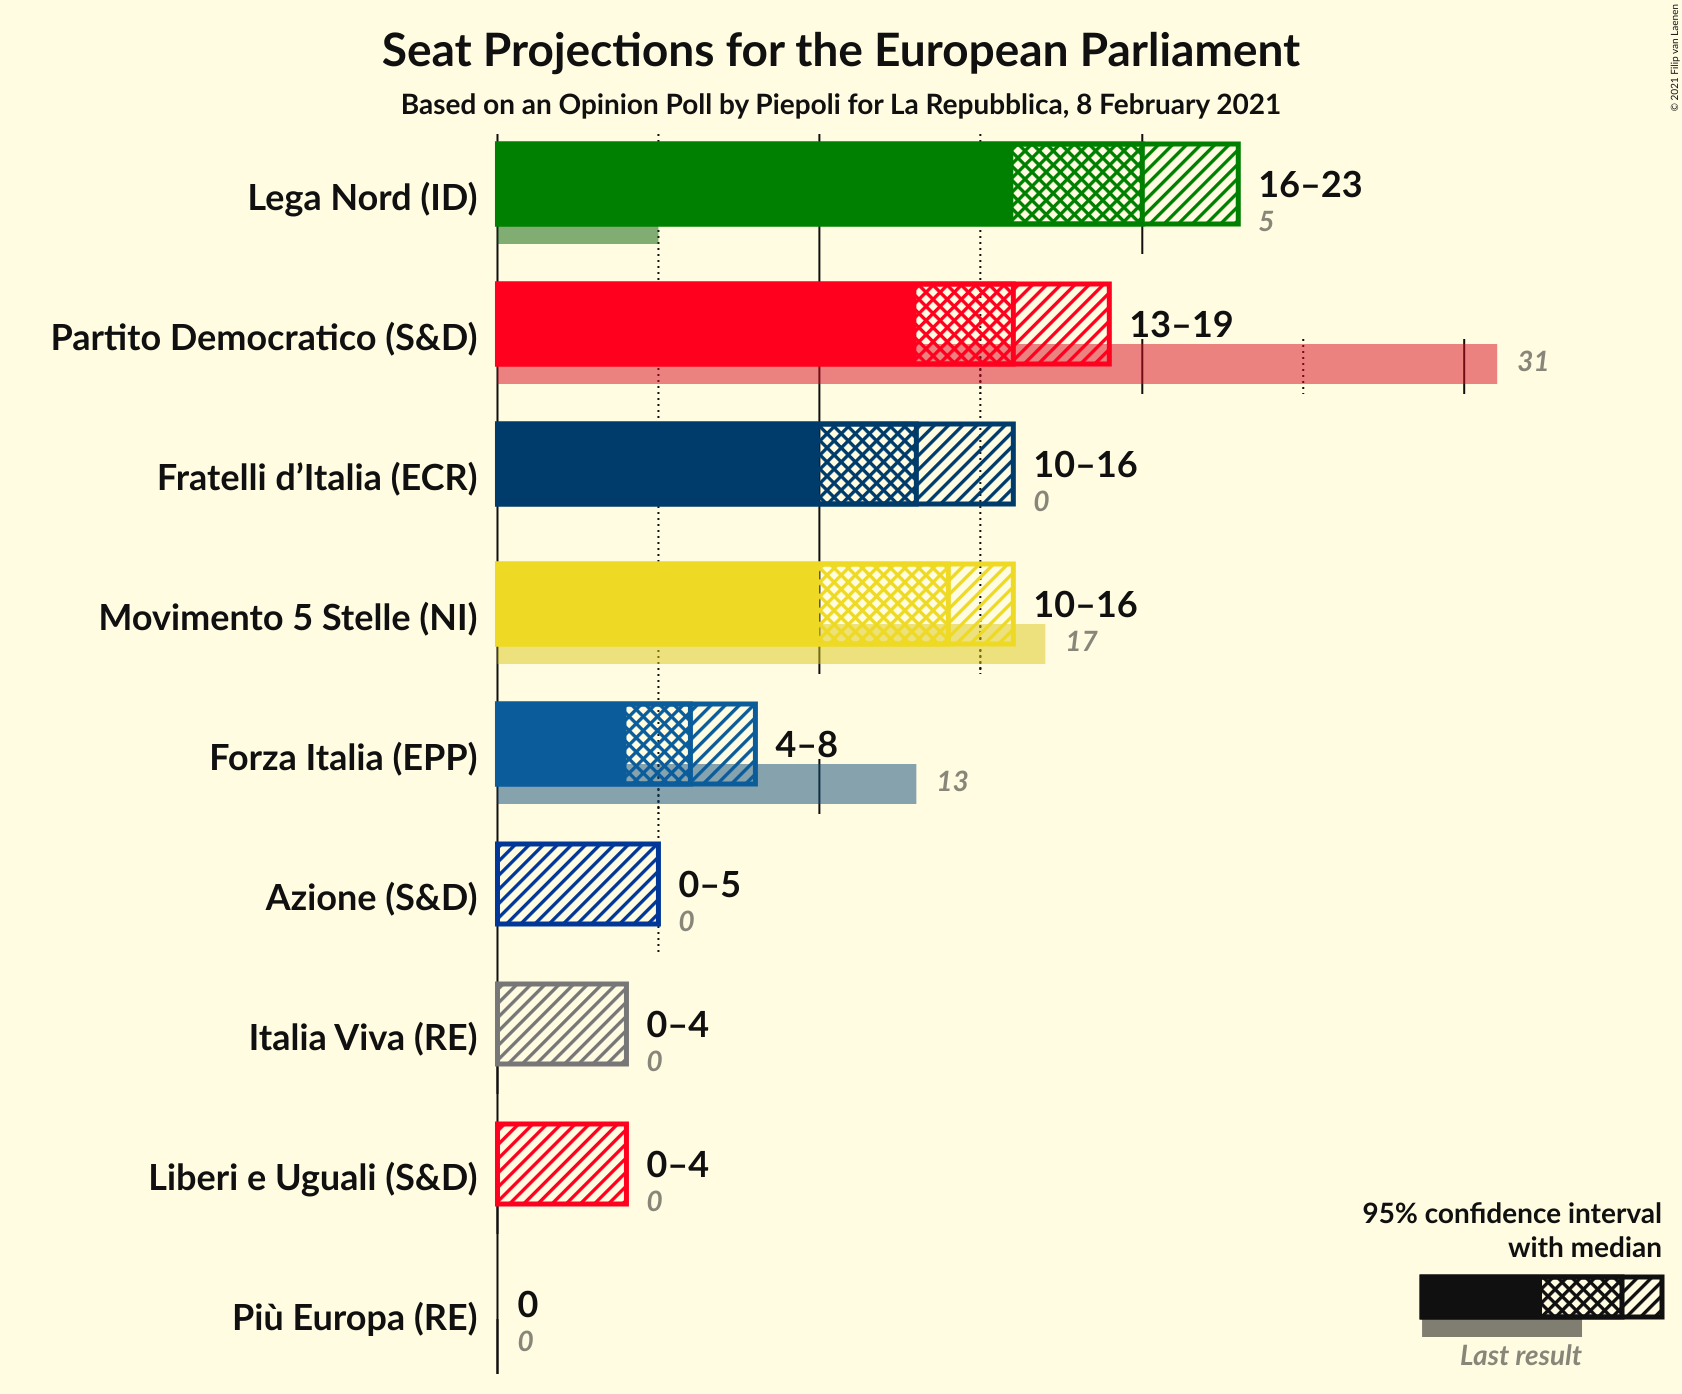 Seat Projections for the European Parliament
Based on an Opinion Poll by Piepoli for La Repubblica, 8 February 2021
© 2021 Filip van Laenen
Lega Nord (ID)
16–23
5
Partito Democratico (S&D)
13–19
31
Fratelli d’Italia (ECR)
10–16
0
Movimento 5 Stelle (NI)
10–16
17
Forza Italia (EPP)
4–8
13
Azione (S&D)
0–5
0
Italia Viva (RE)
0–4
0
Liberi e Uguali (S&D)
0–4
0
Più Europa (RE)
0
0
95% confidence interval
with median
Last result